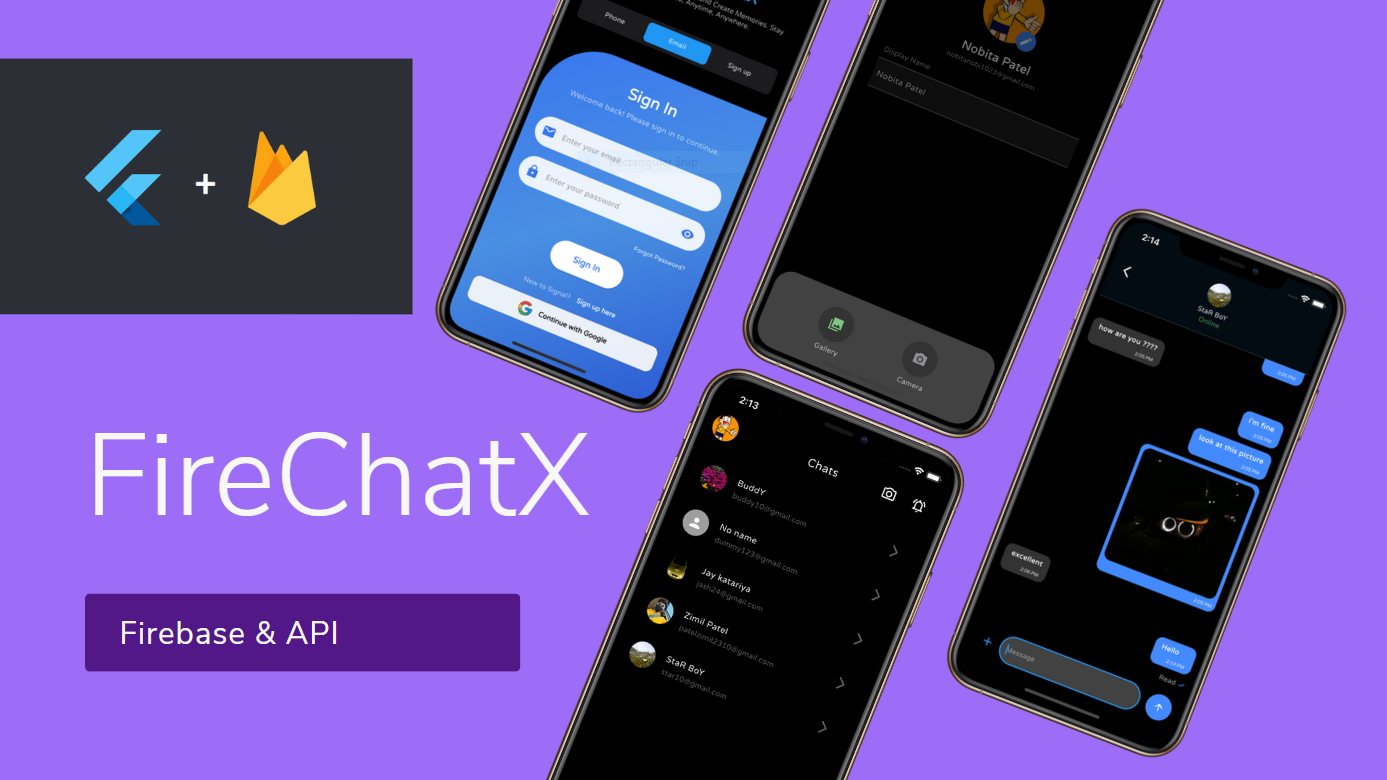 +
FireChatX
Firebase & API
and Create Memories. Stay
Anytime, Anywhere.
Phone
Email
Sign up
Sign In
Welcome back! Please sign in to continue.
Enter your email
Rectangular Snip
Enter your password
Forgot Password?
Sign In
New to Signal? Sign up here
Continue with Google
Nobita Patel
nobitanobi1023@gmail.com
Display Name
Nobita Patel
Gallery
Camera
2:13
Chats
BuddY
buddy10@gmail.com
No name
dummy123@gmail.com
Jay katariya
jash24@gmail.com
Zimil Patel
patelzimil2310@gmail.com
StaR BoY
star10@gmail.com
2:14
StaR BoY
Online
how are you ????
2:05 PM
2:05 PM
i'm fine
2:05 PM
look at this picture
2:05 PM
2:05 PM
excellent
2:06 PM
Hello
2:14 PM
Read
+
Message